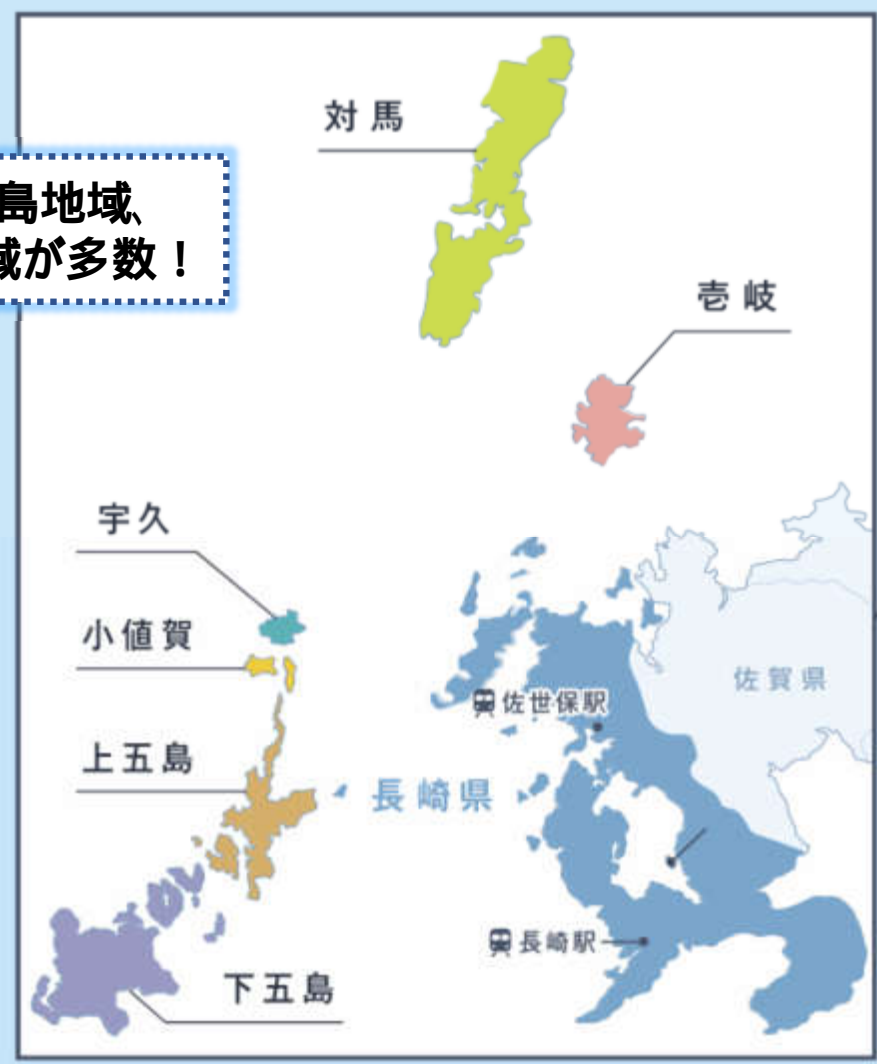 対馬
島地域、
域が多数！
壱岐
宇久
小値賀
佐賀県
佐世保駅
上五島
長崎県
長崎駅
下五島